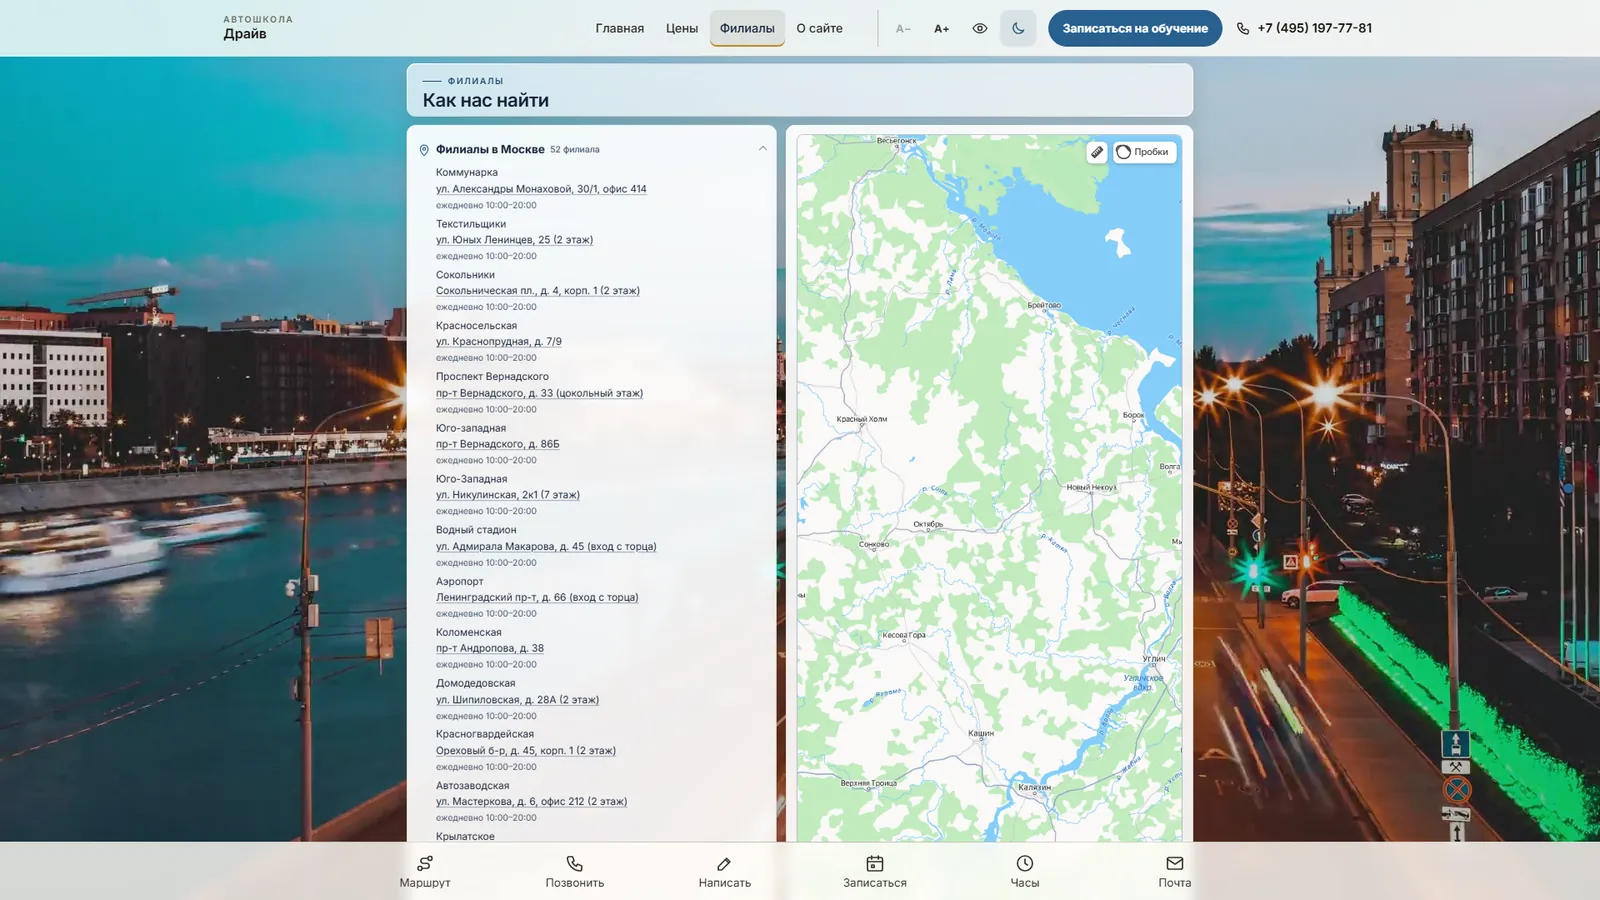 АВТОШКОЛА
Драйв
Главная
Цены
Филиалы
О сайте
A−
A+
Записаться на обучение
+7 (495) 197-77-81
ФИЛИАЛЫ
Как нас найти
Филиалы в Москве 52 филиала
Коммунарка
ул. Александры Монаховой, 30/1, офис 414
ежедневно 10:00–20:00
Текстильщики
ул. Юных Ленинцев, 25 (2 этаж)
ежедневно 10:00–20:00
Сокольники
Сокольническая пл., д. 4, корп. 1 (2 этаж)
ежедневно 10:00–20:00
Красносельская
ул. Краснопрудная, д. 7/9
ежедневно 10:00–20:00
Проспект Вернадского
пр-т Вернадского, д. 33 (цокольный этаж)
ежедневно 10:00–20:00
Юго-западная
пр-т Вернадского, д. 86Б
ежедневно 10:00–20:00
Юго-Западная
ул. Никулинская, 2к1 (7 этаж)
ежедневно 10:00–20:00
Водный стадион
ул. Адмирала Макарова, д. 45 (вход с торца)
ежедневно 10:00–20:00
Аэропорт
Ленинградский пр-т, д. 66 (вход с торца)
ежедневно 10:00–20:00
Коломенская
пр-т Андропова, д. 38
ежедневно 10:00–20:00
Домодедовская
ул. Шипиловская, д. 28А (2 этаж)
ежедневно 10:00–20:00
Красногвардейская
Ореховый б-р, д. 45, корп. 1 (2 этаж)
ежедневно 10:00–20:00
Автозаводская
ул. Мастеркова, д. 6, офис 212 (2 этаж)
ежедневно 10:00–20:00
Крылатское
Весьегонск
Пробки
Брейтово
Красный Холм
Борок
Волга
Новый Некоуз
р. Сить
Октябрь
Сонково
Кесова Гора
Углич
Угличское
вдхр.
Кашин
Верхняя Троица
Калязин
Маршрут
Позвонить
Написать
Записаться
Часы
Почта